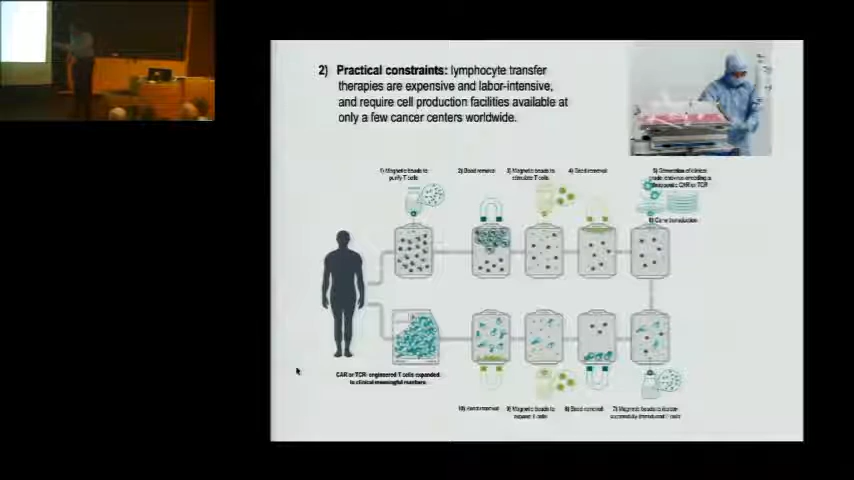 2) Practical constraints: lymphocyte transfer
therapies are expensive and labor-intensive,
and require cell production facilities available at
only a few cancer centers worldwide.
1) Magnetic beads to
purify T cells
2) Bead removal
3) Magnetic beads to
stimulate T cells
4) Bead removal
5) Generation of clinical
grade encoding a
therapeutic CAR or TCR
6) Gene transduction
CAR or TCR- engineered T cells expanded
to clinical meaningful numbers
10) Bead removal
9) Magnetic beads to
expand T cells
8) Bead removal
7) Magnetic beads to
successfully transduced T cells